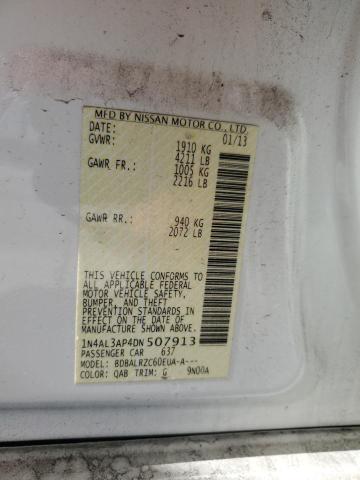 MFD BY NISSAN MOTOR CO., LTD.
DATE: 01/13
GVWR: 1910 KG
4211 LB
GAWR FR.: 1005 KG
2216 LB
GAWR RR.: 940 KG
2072 LB
THIS VEHICLE CONFORMS TO
ALL APPLICABLE FEDERAL
MOTOR VEHICLE SAFETY,
BUMPER, AND THEFT
PREVENTION STANDARDS IN
EFFECT ON THE DATE OF
MANUFACTURE SHOWN ABOVE.
1N4AL3AP4DN507913
PASSENGER CAR 637
MODEL: BDBALRZC60EUA-A---
COLOR: QAB TRIM: G 9N00A